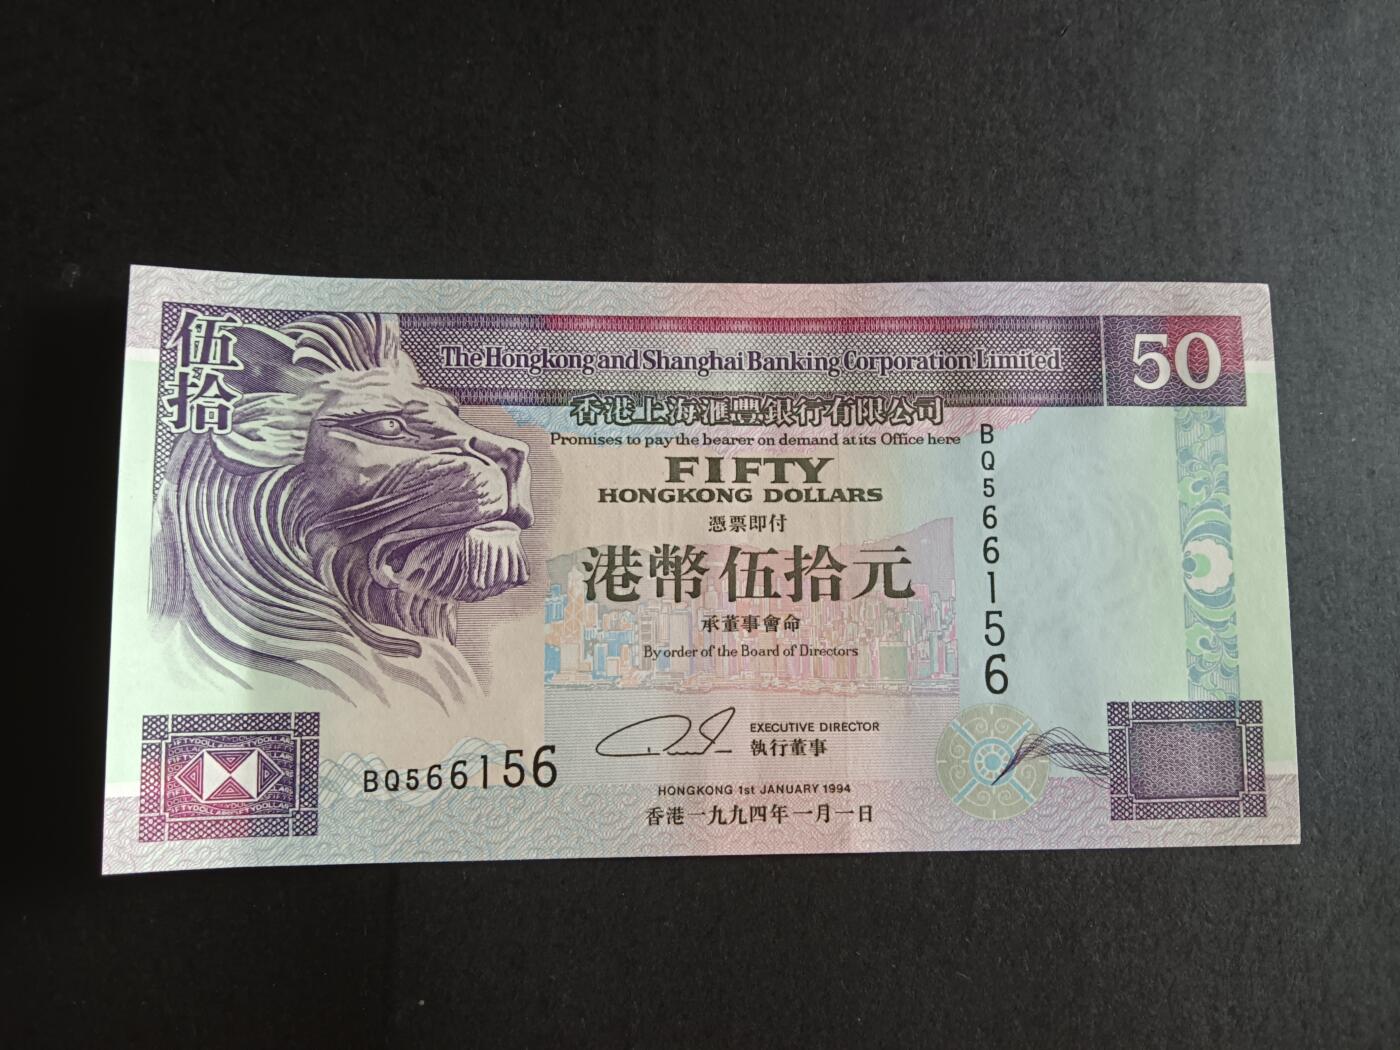 伍拾
The Hongkong and Shanghai Banking Corporation Limited
50
香港上海滙豐銀行有限公司
Promises to pay the bearer on demand at its Office here
FIFTY
HONGKONG DOLLARS
憑票即付
港幣伍拾元
承董事會命
By order of the Board of Directors
BQ566156
EXECUTIVE DIRECTOR
執行董事
BQ566156
HONGKONG 1st JANUARY 1994
香港一九九四年一月一日